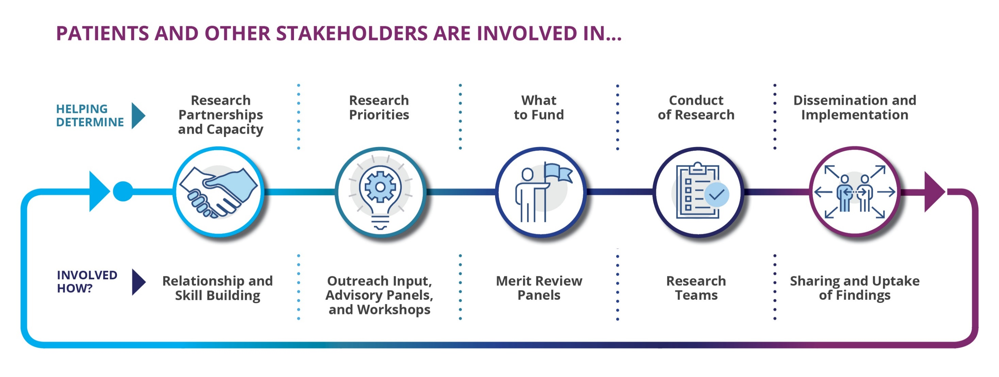 PATIENTS AND OTHER STAKEHOLDERS ARE INVOLVED IN...
HELPING
DETERMINE
Research
Partnerships
and Capacity
Research
Priorities
What
to Fund
Conduct
of Research
Dissemination and
Implementation
INVOLVED
HOW?
Relationship and
Skill Building
Outreach Input,
Advisory Panels,
and Workshops
Merit Review
Panels
Research
Teams
Sharing and Uptake
of Findings